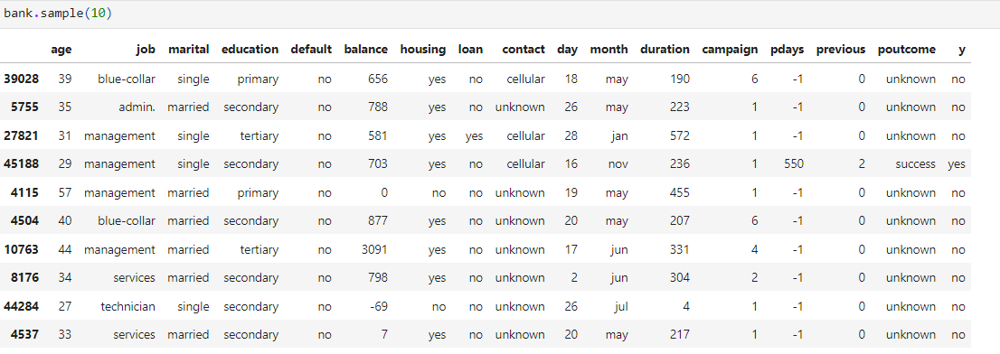 bank.sample(10)
age job marital education default balance housing loan contact day month duration campaign pdays previous poutcome y
39028 39 blue-collar single primary no 656 yes no cellular 18 may 190 6 -1 0 unknown no
5755 35 admin. married secondary no 788 yes no unknown 26 may 223 1 -1 0 unknown no
27821 31 management single tertiary no 581 yes yes cellular 28 jan 572 1 -1 0 unknown no
45188 29 management single secondary no 703 yes no cellular 16 nov 236 1 550 2 success yes
4115 57 management married primary no 0 no no unknown 19 may 455 1 -1 0 unknown no
4504 40 blue-collar married secondary no 877 yes no unknown 20 may 207 6 -1 0 unknown no
10763 44 management married tertiary no 3091 yes no unknown 17 jun 331 4 -1 0 unknown no
8176 34 services married secondary no 798 yes no unknown 2 jun 304 2 -1 0 unknown no
44284 27 technician single secondary no -69 no no unknown 26 jul 4 1 -1 0 unknown no
4537 33 services married secondary no 7 yes no unknown 20 may 217 1 -1 0 unknown no